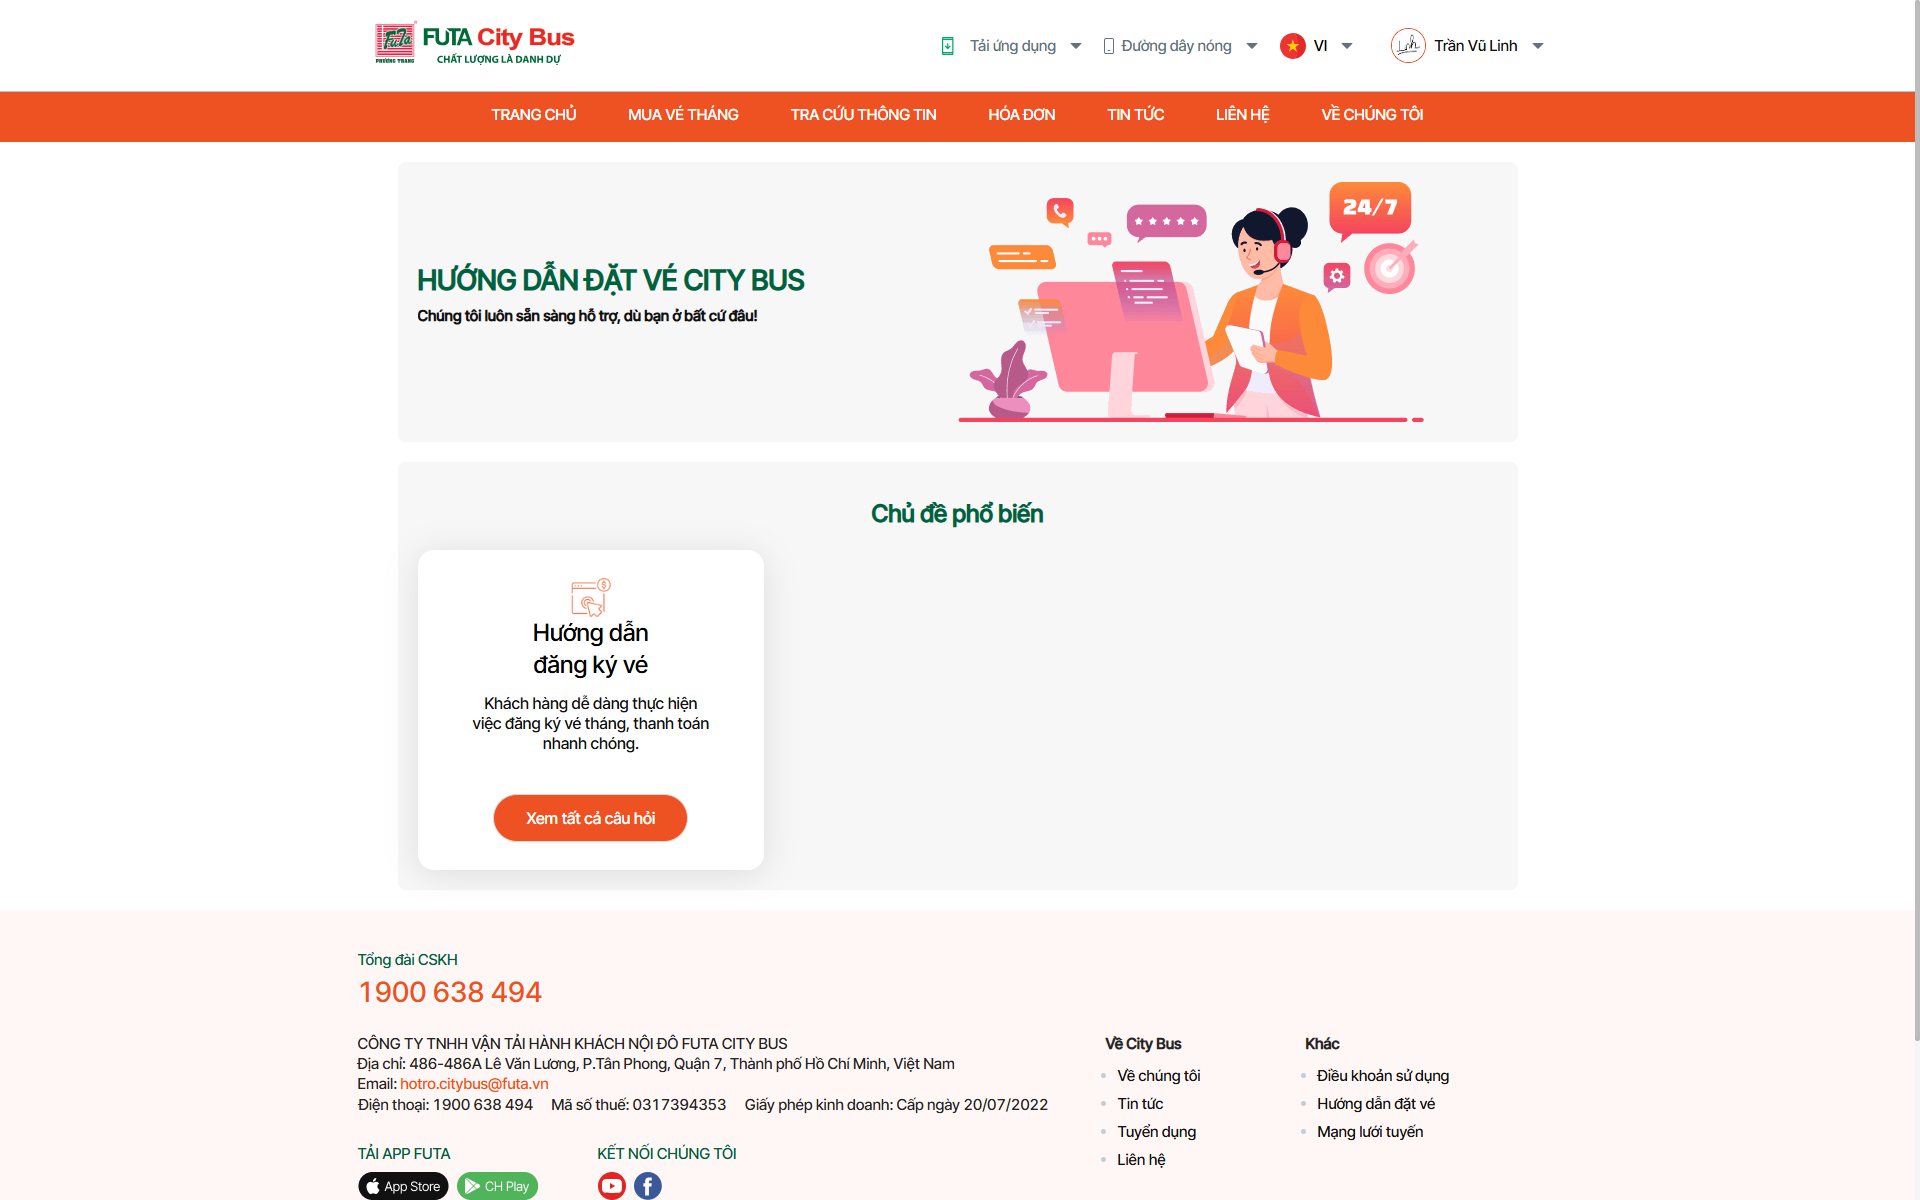 FUTA City Bus
PHƯƠNG TRANG
CHẤT LƯỢNG LÀ DANH DỰ
Tải ứng dụng
Đường dây nóng
VI
Trần Vũ Linh
TRANG CHỦ
MUA VÉ THÁNG
TRA CỨU THÔNG TIN
HÓA ĐƠN
TIN TỨC
LIÊN HỆ
VỀ CHÚNG TÔI
24/7
HƯỚNG DẪN ĐẶT VÉ CITY BUS
Chúng tôi luôn sẵn sàng hỗ trợ, dù bạn ở bất cứ đâu!
Chủ đề phổ biến
Hướng dẫn
đăng ký vé
Khách hàng dễ dàng thực hiện
việc đăng ký vé tháng, thanh toán
nhanh chóng.
Xem tất cả câu hỏi
Tổng đài CSKH
1900 638 494
CÔNG TY TNHH VẬN TẢI HÀNH KHÁCH NỘI ĐÔ FUTA CITY BUS
Địa chỉ: 486-486A Lê Văn Lương, P.Tân Phong, Quận 7, Thành phố Hồ Chí Minh, Việt Nam
Email: hotro.citybus@futa.vn
Điện thoại: 1900 638 494 Mã số thuế: 0317394353 Giấy phép kinh doanh: Cấp ngày 20/07/2022
Về City Bus
Về chúng tôi
Tin tức
Tuyển dụng
Liên hệ
Khác
Điều khoản sử dụng
Hướng dẫn đặt vé
Mạng lưới tuyến
TẢI APP FUTA
App Store
CH Play
KẾT NỐI CHÚNG TÔI